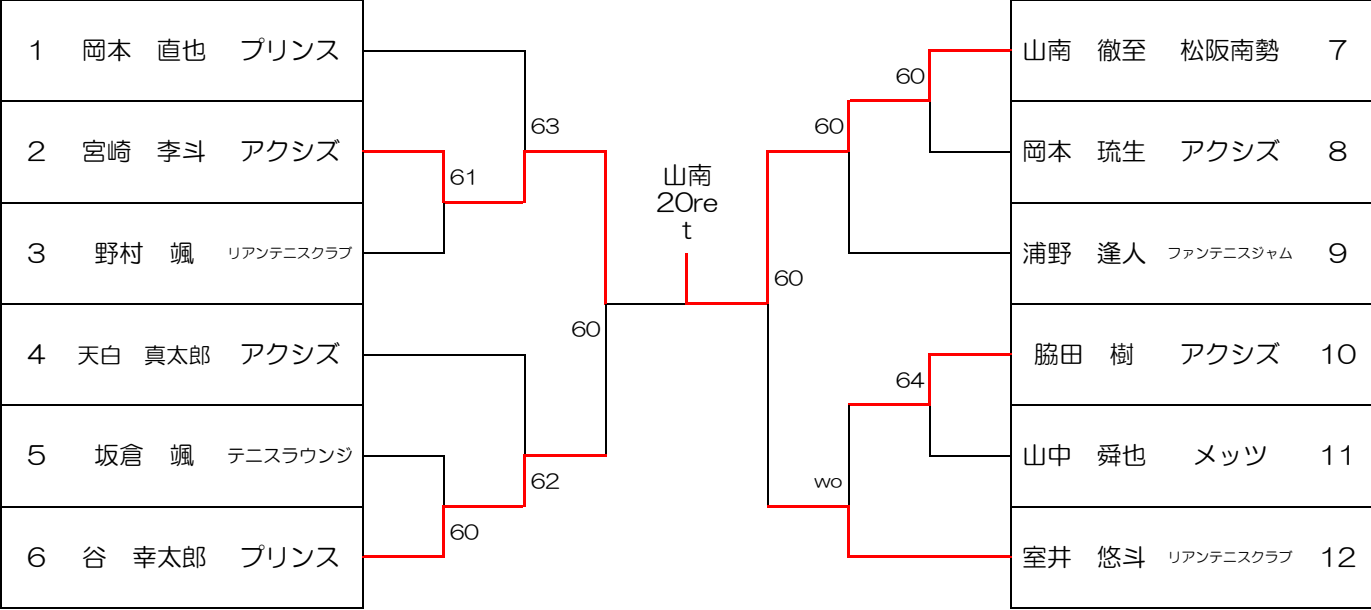 1 岡本 直也 プリンス
2 宮崎 李斗 アクシズ
3 野村 颯 リアンテニスクラブ
4 天白 真太郎 アクシズ
5 坂倉 颯 テニスラウンジ
6 谷 幸太郎 プリンス
63
61
60
62
60
山南
20re
t
60
60
60
64
wo
山南 徹至 松阪南勢 7
岡本 琉生 アクシズ 8
浦野 逢人 ファンテニスジャム 9
脇田 樹 アクシズ 10
山中 舜也 メッツ 11
室井 悠斗 リアンテニスクラブ 12